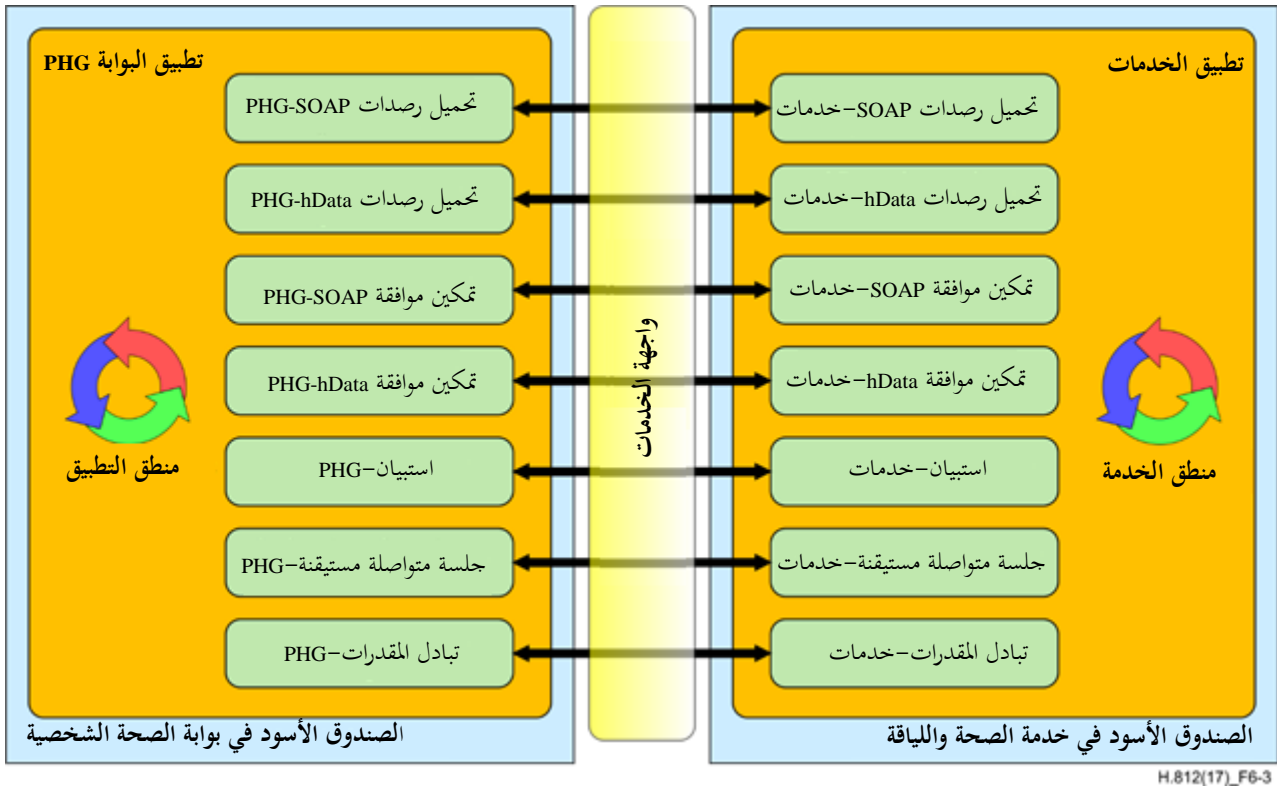 تطبيق الخدمات
تحميل رصدات SOAP–خدمات
تحميل رصدات hData–خدمات
تمكين موافقة SOAP–خدمات
تمكين موافقة hData–خدمات
استبيان–خدمات
جلسة متواصلة مستيقنة–خدمات
تبادل المقدرات–خدمات
منطق الخدمة
الصندوق الأسود في خدمة الصحة واللياقة
واجهة الخدمات
تطبيق البوابة PHG
تحميل رصدات PHG-SOAP
تحميل رصدات PHG-hData
تمكين موافقة PHG-SOAP
تمكين موافقة PHG-hData
استبيان–PHG
جلسة متواصلة مستيقنة–PHG
تبادل المقدرات–PHG
منطق التطبيق
الصندوق الأسود في بوابة الصحة الشخصية
H.812(17)_F6-3